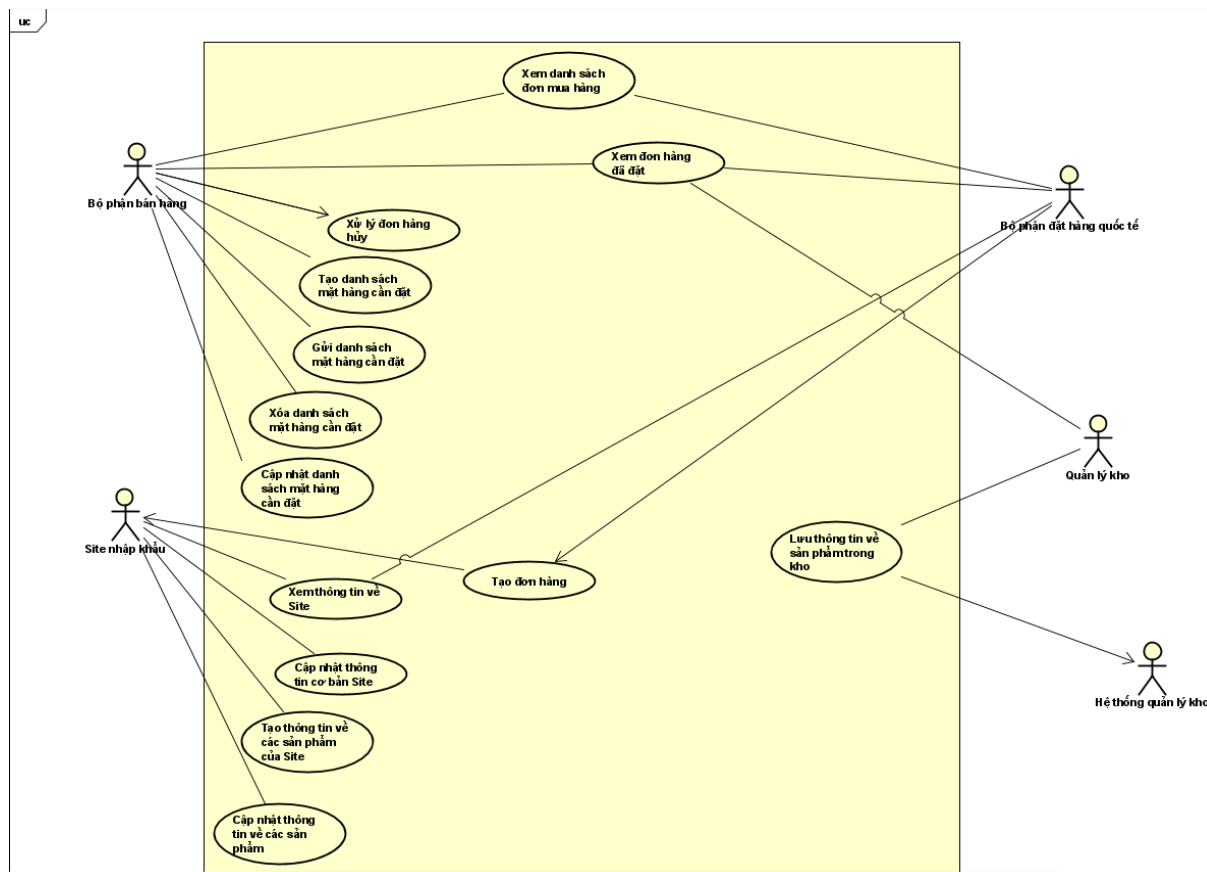 uc
Xem danh sách
đơn mua hàng
Xem đơn hàng
đã đặt
Bộ phận bán hàng
Bộ phận đặt hàng quốc tế
Xử lý đơn hàng
hủy
Tạo danh sách
mặt hàng cần đặt
Gửi danh sách
mặt hàng cần đặt
Xóa danh sách
mặt hàng cần đặt
Cập nhật danh
sách mặt hàng
cần đặt
Quản lý kho
Site nhập khẩu
Lưu thông tin về
sản phẩm trong
kho
Tạo đơn hàng
Xem thông tin về
Site
Cập nhật thông
tin cơ bản Site
Hệ thống quản lý kho
Tạo thông tin về
các sản phẩm
của Site
Cập nhật thông
tin về các sản
phẩm